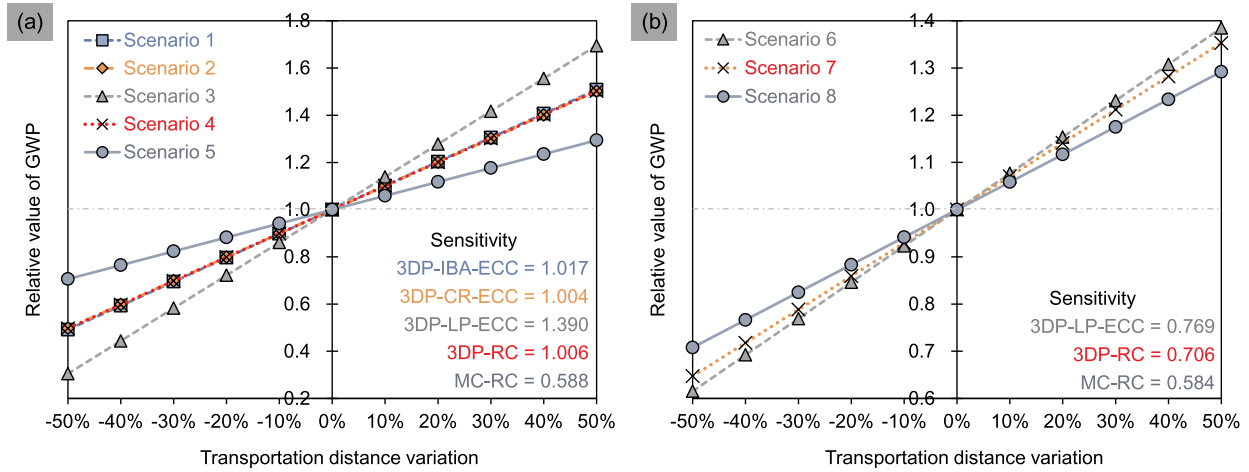 (a)
Scenario 1
Scenario 2
Scenario 3
Scenario 4
Scenario 5
Relative value of GWP
1.8
1.6
1.4
1.2
1.0
0.8
0.6
0.4
0.2
Sensitivity
3DP-IBA-ECC = 1.017
3DP-CR-ECC = 1.004
3DP-LP-ECC = 1.390
3DP-RC = 1.006
MC-RC = 0.588
-50% -40% -30% -20% -10% 0% 10% 20% 30% 40% 50%
Transportation distance variation
(b)
Scenario 6
Scenario 7
Scenario 8
Relative value of GWP
1.4
1.3
1.2
1.1
1.0
0.9
0.8
0.7
0.6
Sensitivity
3DP-LP-ECC = 0.769
3DP-RC = 0.706
MC-RC = 0.584
-50% -40% -30% -20% -10% 0% 10% 20% 30% 40% 50%
Transportation distance variation